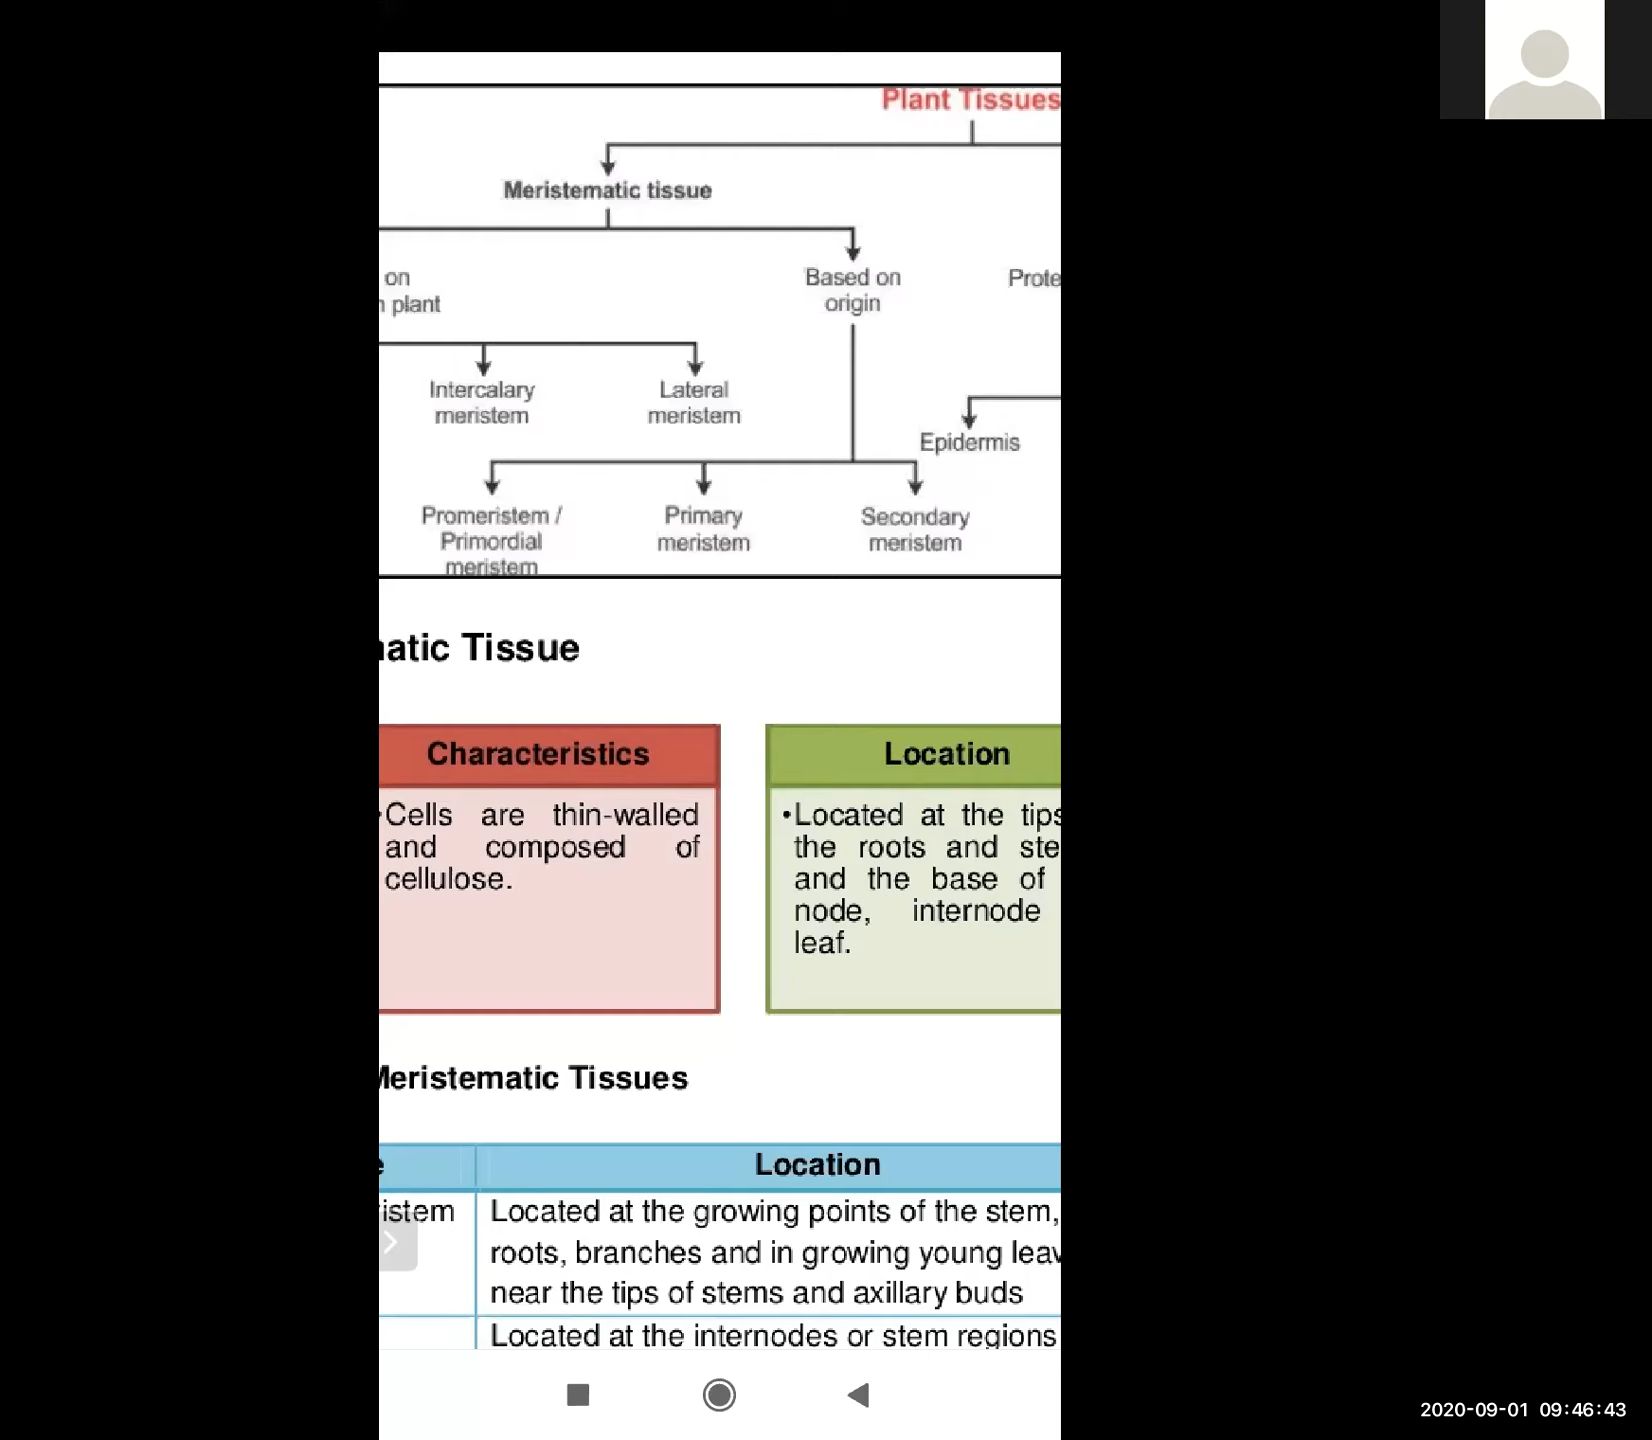 Plant Tissues
Meristematic tissue
on
plant
Based on
origin
Prote
Intercalary
meristem
Lateral
meristem
Epidermis
Promeristem /
Primordial
meristem
Primary
meristem
Secondary
meristem
atic Tissue
Characteristics
•Cells are thin-walled
and composed of
cellulose.
Location
•Located at the tips
the roots and ste
and the base of
node, internode
leaf.
Meristematic Tissues
e
Location
istem
Located at the growing points of the stem,
roots, branches and in growing young leav
near the tips of stems and axillary buds
Located at the internodes or stem regions
2020-09-01 09:46:43